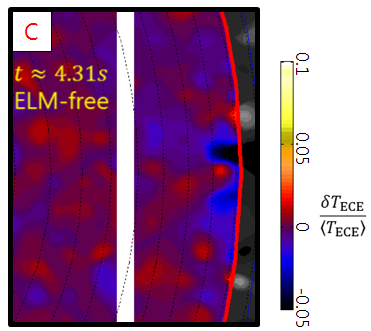 C
t ≈ 4.31s
ELM-free
0.1
0.05
0
-0.05
δT_ECE
⟨T_ECE⟩